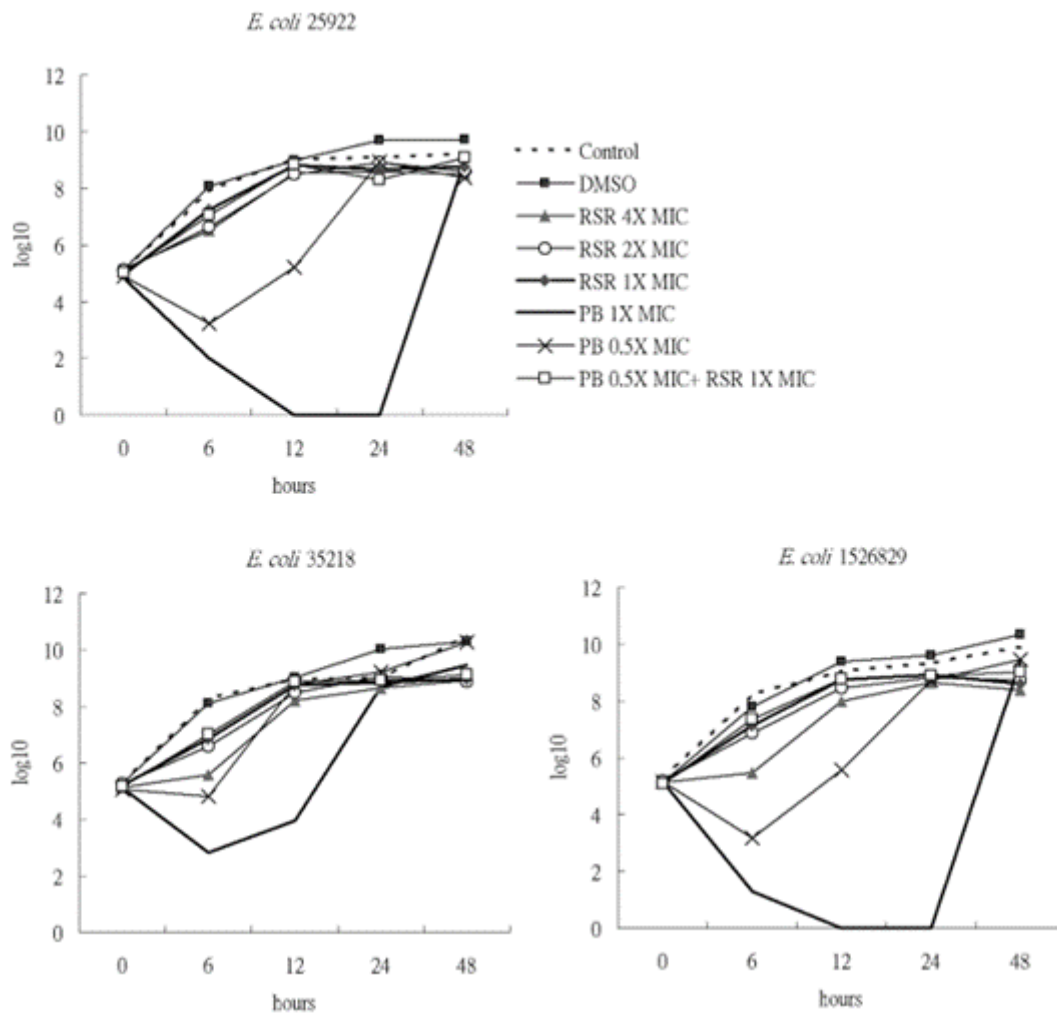 E. coli 25922
12
10
8
6
4
2
0
log10
0 6 12 24 48
hours
Control
DMSO
RSR 4X MIC
RSR 2X MIC
RSR 1X MIC
PB 1X MIC
PB 0.5X MIC
PB 0.5X MIC+ RSR 1X MIC
E. coli 35218
12
10
8
6
4
2
0
log10
0 6 12 24 48
hours
E. coli 1526829
12
10
8
6
4
2
0
log10
0 6 12 24 48
hours